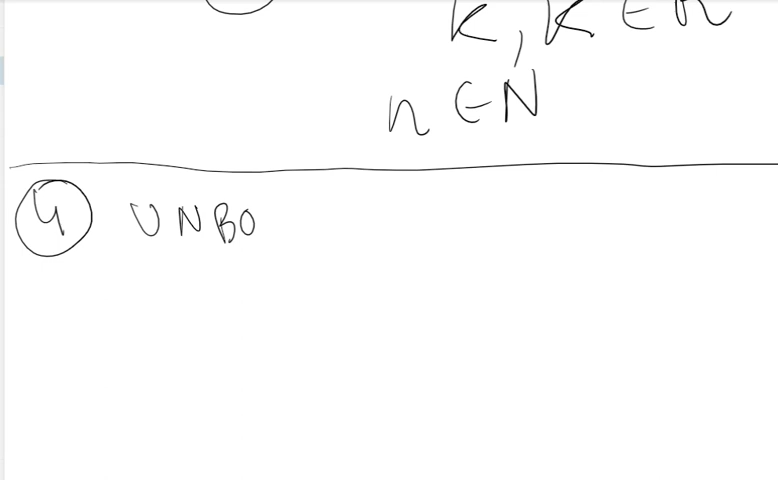 k, k ∈ n
n ∈ N
④ UNBO